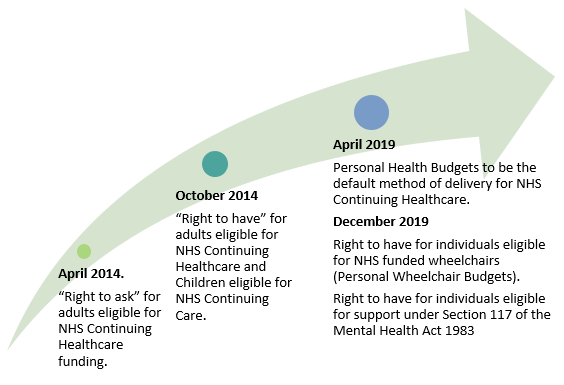 April 2014.
“Right to ask” for
adults eligible for
NHS Continuing
Healthcare
funding.
October 2014
“Right to have” for
adults eligible for
NHS Continuing
Healthcare and
Children eligible for
NHS Continuing
Care.
April 2019
Personal Health Budgets to be the
default method of delivery for NHS
Continuing Healthcare.
December 2019
Right to have for individuals eligible
for NHS funded wheelchairs
(Personal Wheelchair Budgets).
Right to have for individuals eligible
for support under Section 117 of the
Mental Health Act 1983